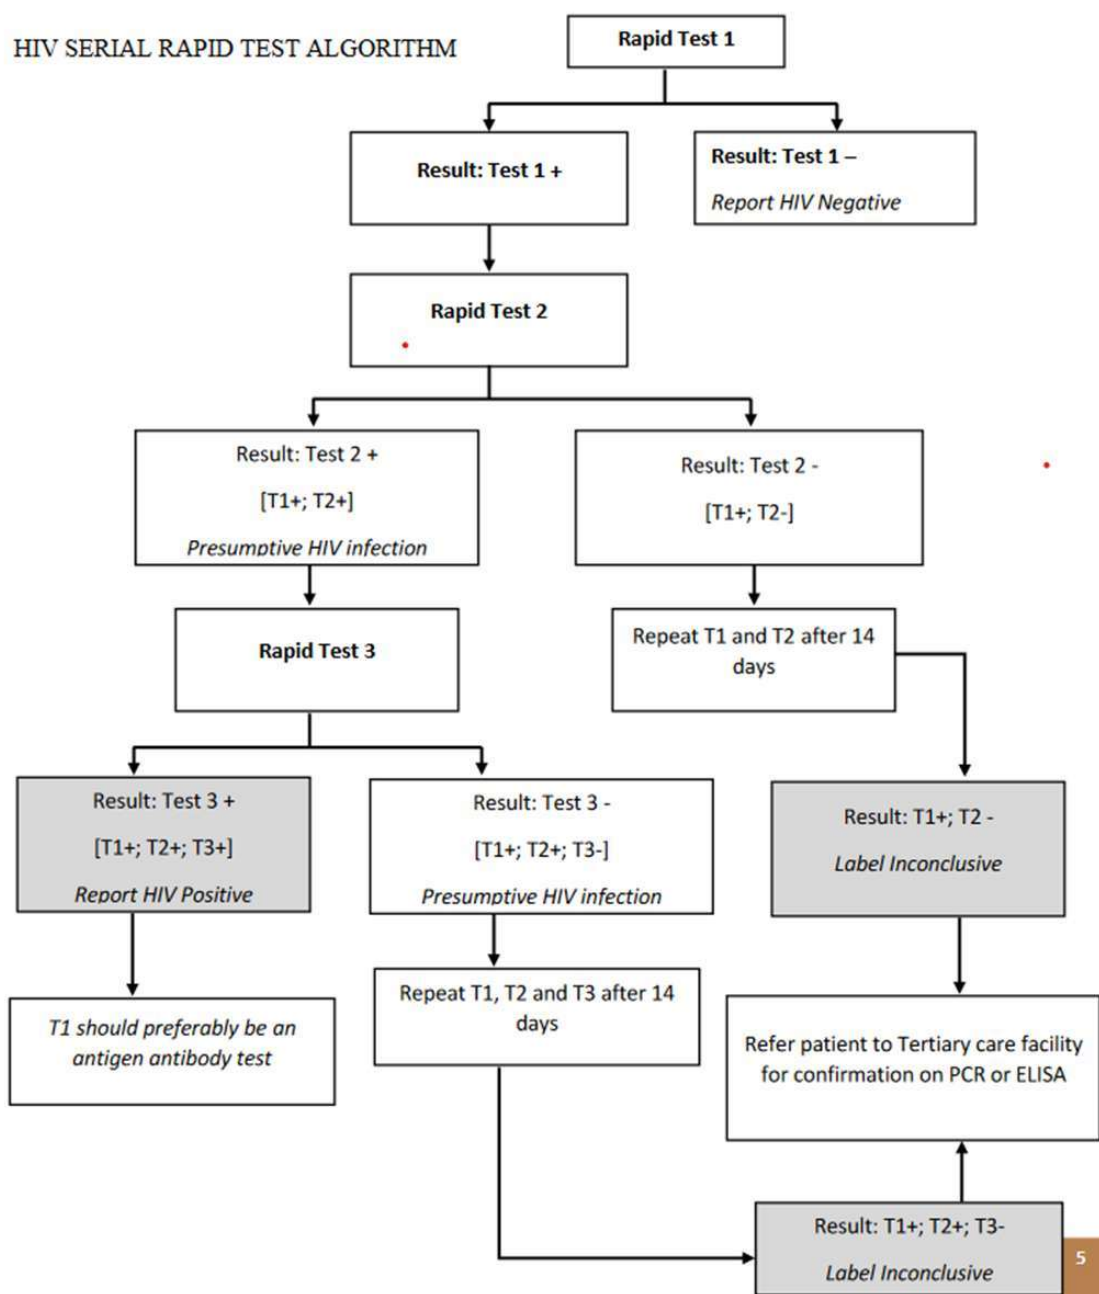 HIV SERIAL RAPID TEST ALGORITHM
Rapid Test 1
Result: Test 1 +
Result: Test 1 –
Report HIV Negative
Rapid Test 2
Result: Test 2 +
[T1+; T2+]
Presumptive HIV infection
Result: Test 2 -
[T1+; T2-]
Rapid Test 3
Repeat T1 and T2 after 14
days
Result: Test 3 +
[T1+; T2+; T3+]
Report HIV Positive
Result: Test 3 -
[T1+; T2+; T3-]
Presumptive HIV infection
Result: T1+; T2 -
Label Inconclusive
T1 should preferably be an
antigen antibody test
Repeat T1, T2 and T3 after 14
days
Refer patient to Tertiary care facility
for confirmation on PCR or ELISA
Result: T1+; T2+; T3-
Label Inconclusive
5